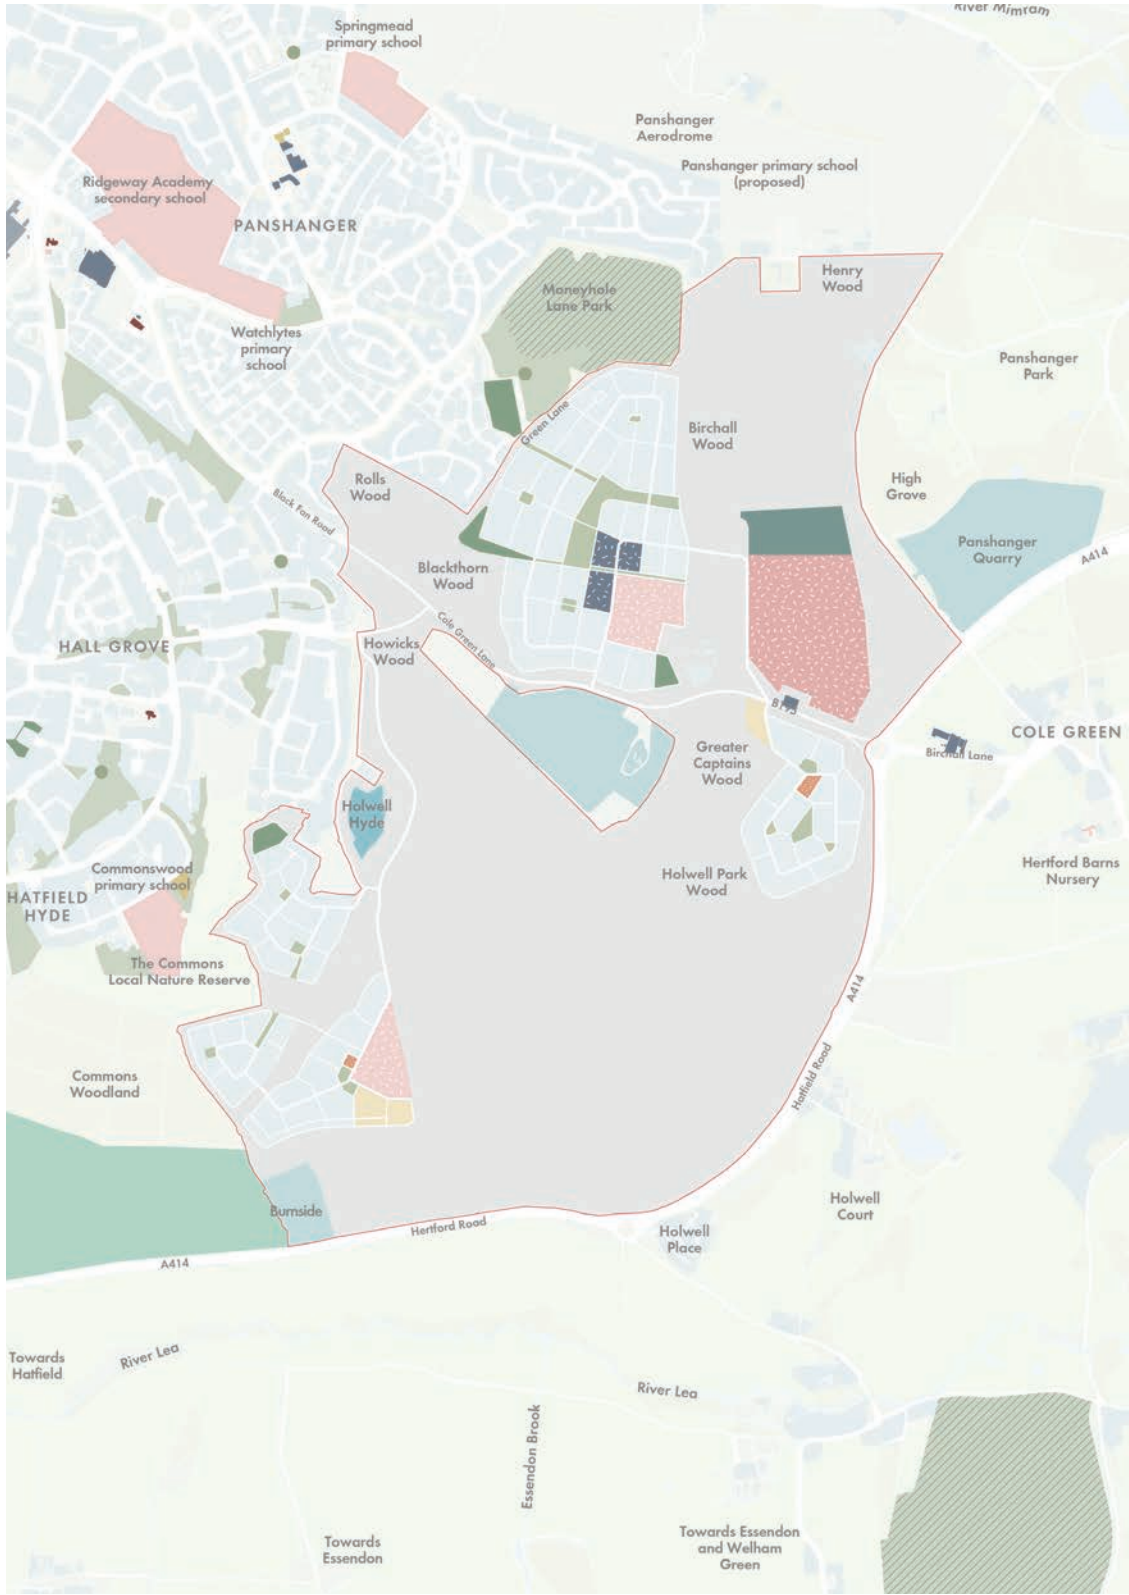 River Mimram
Springmead
primary school
Panshanger
Aerodrome
Panshanger primary school
(proposed)
Ridgeway Academy
secondary school
PANSHANGER
Henry
Wood
Moneyhole
Lane Park
Watchlytes
primary
school
Panshanger
Park
Green Lane
Birchall
Wood
Rolls
Wood
High
Grove
Black Fan Road
Panshanger
Quarry
A414
Blackthorn
Wood
Cole Green Lane
HALL GROVE
Howicks
Wood
B195
COLE GREEN
Birchall Lane
Greater
Captains
Wood
Holwell
Hyde
Commonswood
primary school
Holwell Park
Wood
Hertford Barns
Nursery
HATFIELD
HYDE
The Commons
Local Nature Reserve
A414
Hatfield Road
Commons
Woodland
Burnside
Hertford Road
Holwell
Court
Holwell
Place
A414
Towards
Hatfield
River Lea
River Lea
Essendon Brook
Towards
Essendon
Towards Essendon
and Welham
Green